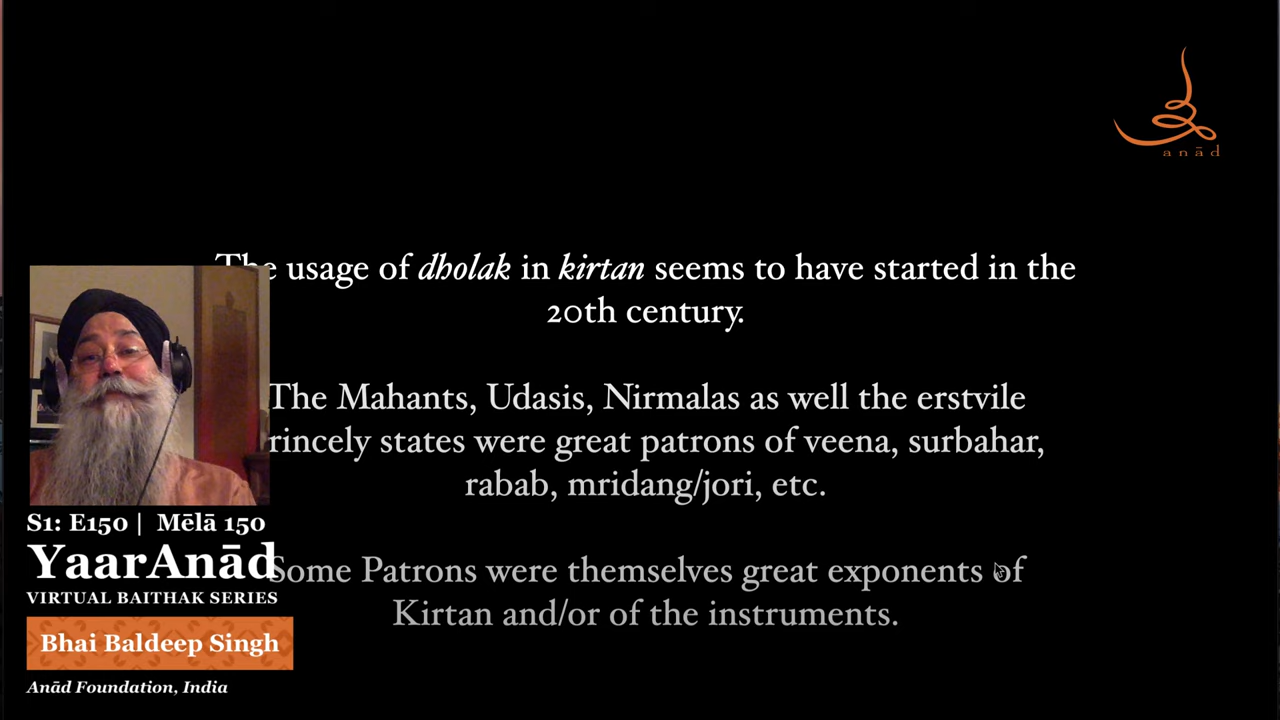 anād
The usage of dholak in kirtan seems to have started in the
20th century.
The Mahants, Udasis, Nirmalas as well the erstvile
rincely states were great patrons of veena, surbahar,
rabab, mridang/jori, etc.
Some Patrons were themselves great exponents of
Kirtan and/or of the instruments.
S1: E150 | Mēlā 150
YaarAnād
VIRTUAL BAITHAK SERIES
Bhai Baldeep Singh
Anād Foundation, India